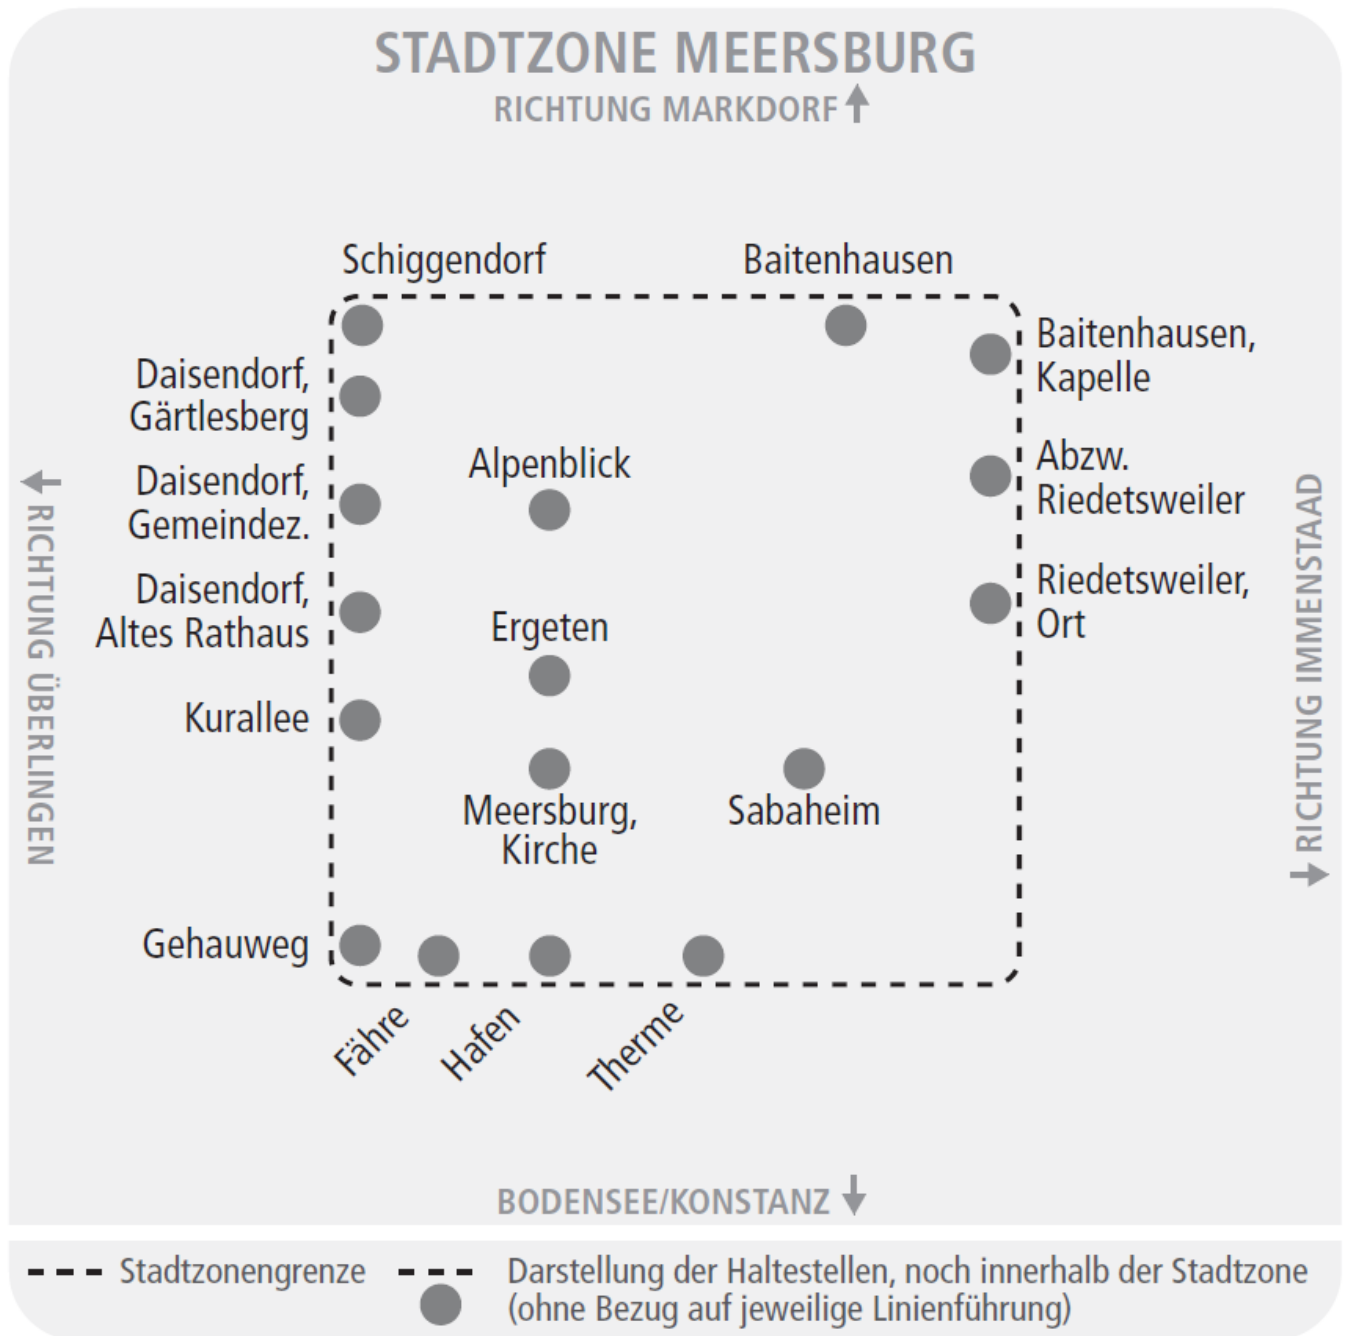 STADTZONE MEERSBURG
RICHTUNG MARKDORF
Schiggendorf
Baitenhausen
Baitenhausen,
Kapelle
Daisendorf,
Gärtlesberg
Alpenblick
Abzw.
Riedetsweiler
Daisendorf,
Gemeindez.
RICHTUNG ÜBERLINGEN
RICHTUNG IMMENSTAAD
Daisendorf,
Altes Rathaus
Ergeten
Riedetsweiler,
Ort
Kurallee
Meersburg,
Kirche
Sabaheim
Gehauweg
Fähre
Hafen
Therme
BODENSEE/KONSTANZ
Stadtzonengrenze
Darstellung der Haltestellen, noch innerhalb der Stadtzone
(ohne Bezug auf jeweilige Linienführung)